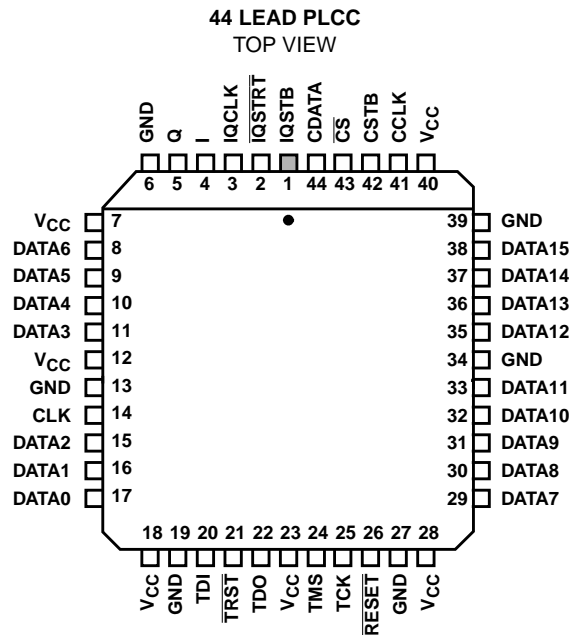 44 LEAD PLCC
TOP VIEW
GND Q I IQCLK I̅Q̅S̅T̅R̅T̅ IQSTB CDATA C̅S̅ CSTB CCLK VCC
6 5 4 3 2 1 44 43 42 41 40
VCC 7 39 GND
DATA6 8 38 DATA15
DATA5 9 37 DATA14
DATA4 10 36 DATA13
DATA3 11 35 DATA12
VCC 12 34 GND
GND 13 33 DATA11
CLK 14 32 DATA10
DATA2 15 31 DATA9
DATA1 16 30 DATA8
DATA0 17 29 DATA7
18 19 20 21 22 23 24 25 26 27 28
VCC GND TDI T̅R̅S̅T̅ TDO VCC TMS TCK R̅E̅S̅E̅T̅ GND VCC